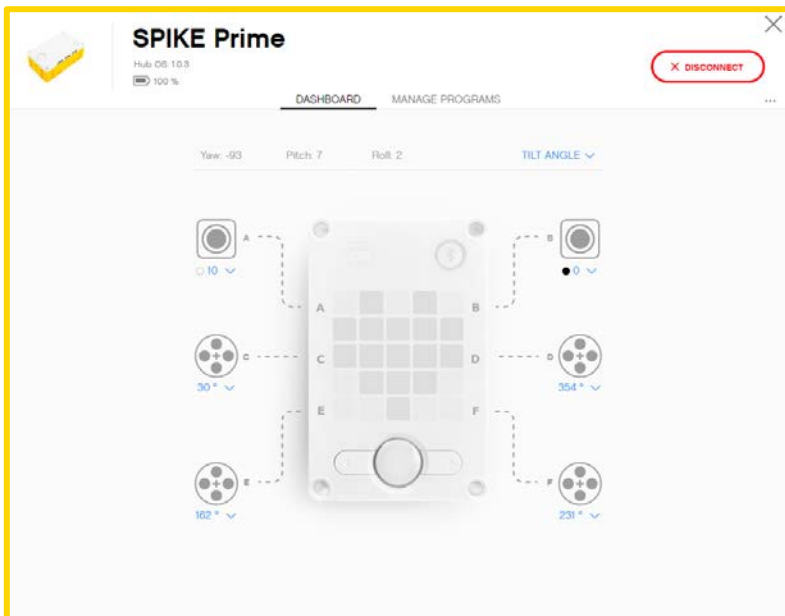 SPIKE Prime
Hub OS: 1.0.3
100 %
× DISCONNECT
DASHBOARD MANAGE PROGRAMS
...
Yaw: -93 Pitch: 7 Roll: 2 TILT ANGLE
A B
10 0
A B
C D
C D
30° 354°
E F
E F
162° 231°